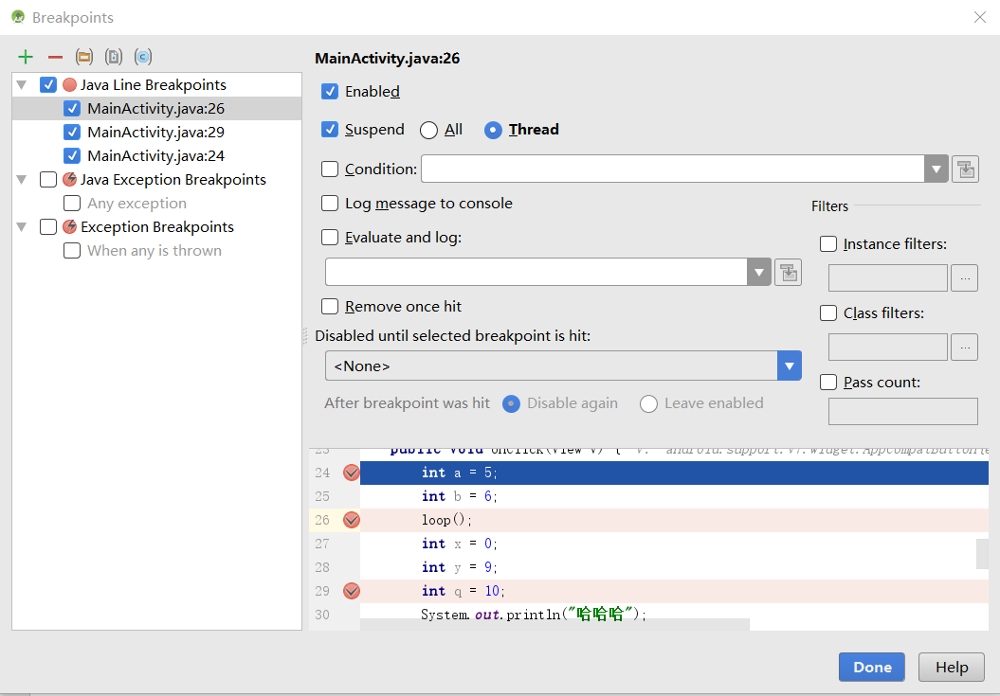 Breakpoints
Java Line Breakpoints
MainActivity.java:26
MainActivity.java:29
MainActivity.java:24
Java Exception Breakpoints
Any exception
Exception Breakpoints
When any is thrown
MainActivity.java:26
Enabled
Suspend All Thread
Condition:
Log message to console
Evaluate and log:
Remove once hit
Disabled until selected breakpoint is hit:
<None>
After breakpoint was hit Disable again Leave enabled
Filters
Instance filters:
...
Class filters:
...
Pass count:
23 public void onClick(View v) { v: android.support.v7.widget.AppCompatButton{e
24 int a = 5;
25 int b = 6;
26 loop();
27 int x = 0;
28 int y = 9;
29 int q = 10;
30 System.out.println("哈哈哈");
Done Help